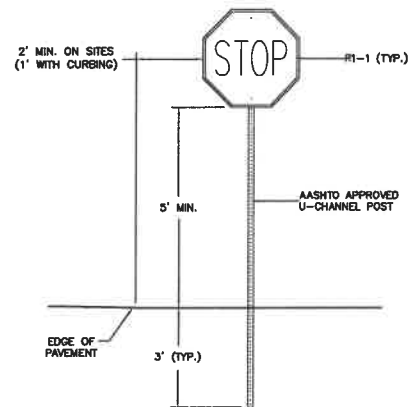 2' MIN. ON SITES
(1' WITH CURBING)
STOP
R1-1 (TYP.)
5' MIN.
AASHTO APPROVED
U-CHANNEL POST
EDGE OF
PAVEMENT
3' (TYP.)